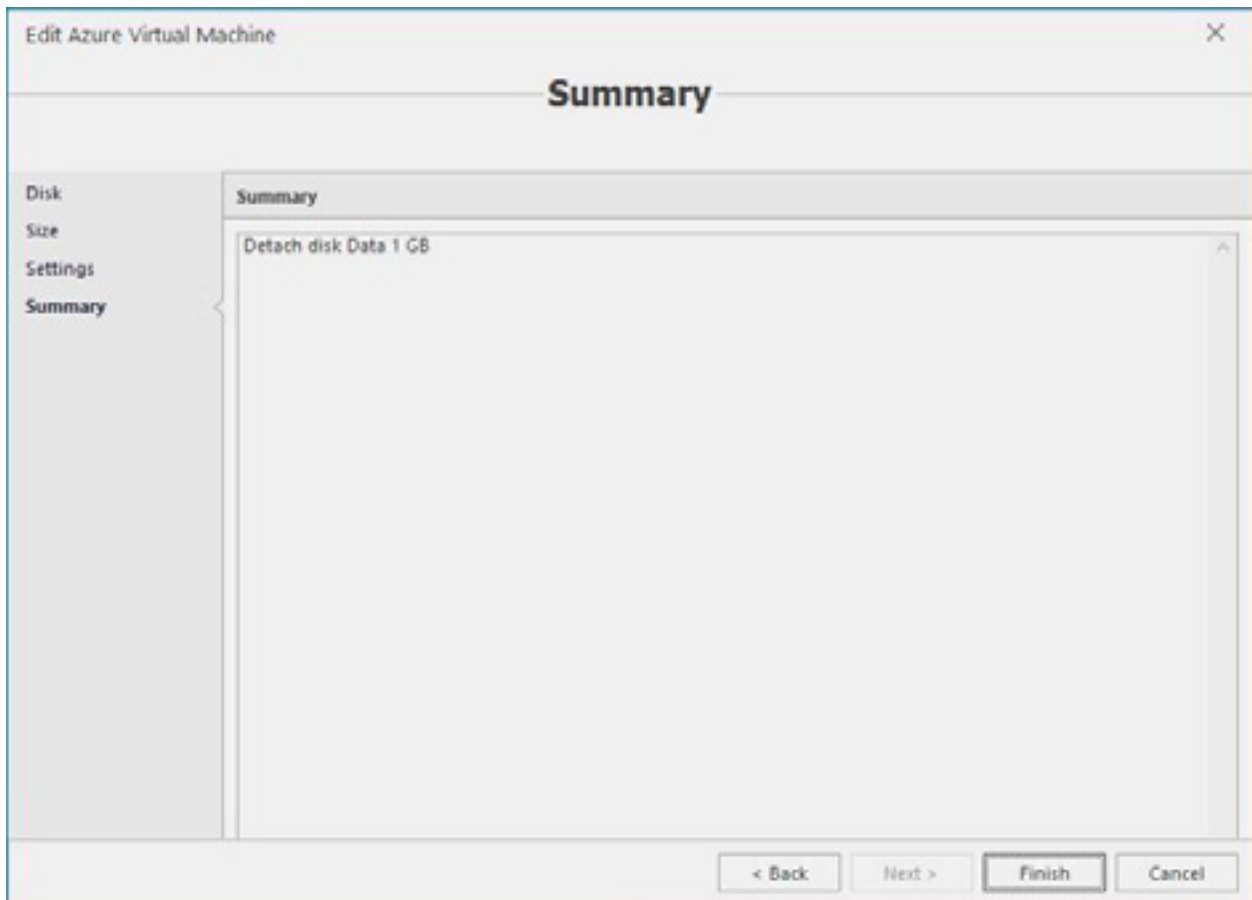 Edit Azure Virtual Machine
Summary
Disk
Size
Settings
Summary
Summary
Detach disk Data 1 GB
< Back
Next >
Finish
Cancel